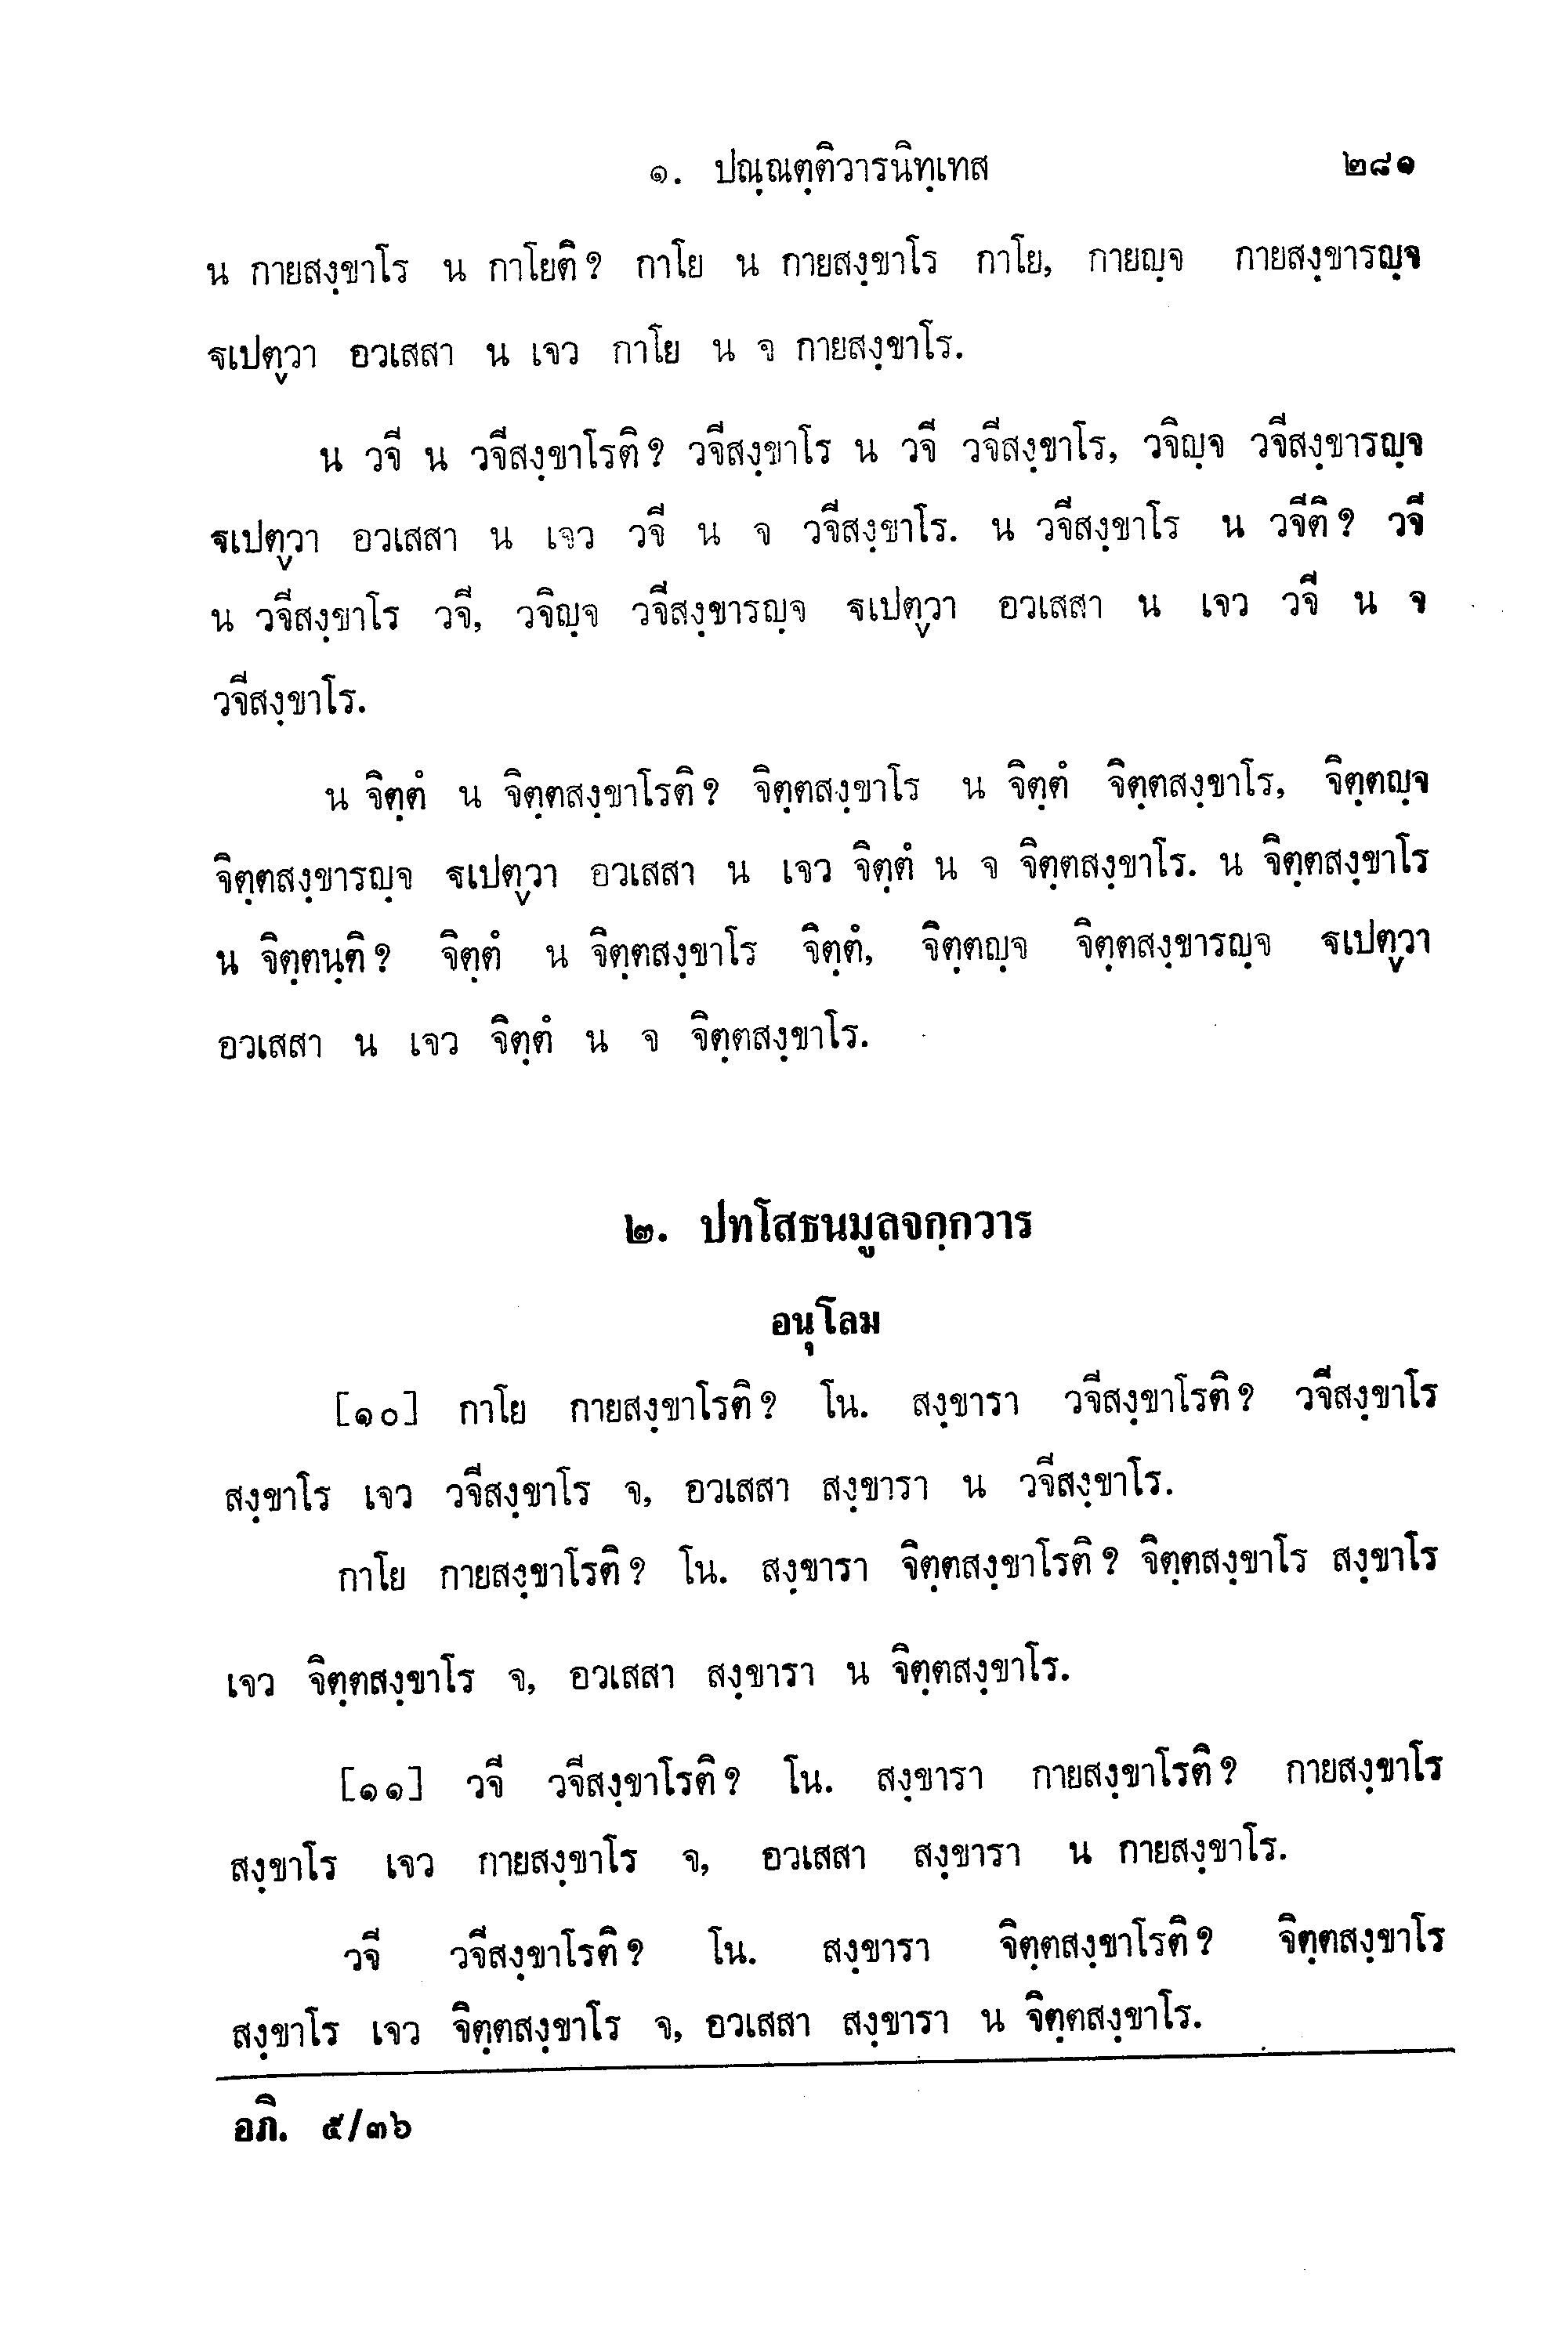 ๑. ปณฺณตฺติวารนิทฺเทส ๒๘๑
น กายสงฺขาโร น กาโยติ? กาโย น กายสงฺขาโร กาโย, กายญฺจ กายสงฺขารญฺจ
ฐเปตฺวา อวเสสา น เจว กาโย น จ กายสงฺขาโร.
น วจี น วจีสงฺขาโรติ? วจีสงฺขาโร น วจี วจีสงฺขาโร, วจิญฺจ วจีสงฺขารญฺจ
ฐเปตฺวา อวเสสา น เจว วจี น จ วจีสงฺขาโร. น วจีสงฺขาโร น วจีติ? วจี
น วจีสงฺขาโร วจี, วจิญฺจ วจีสงฺขารญฺจ ฐเปตฺวา อวเสสา น เจว วจี น จ
วจีสงฺขาโร.
น จิตฺตํ น จิตฺตสงฺขาโรติ? จิตฺตสงฺขาโร น จิตฺตํ จิตฺตสงฺขาโร, จิตฺตญฺจ
จิตฺตสงฺขารญฺจ ฐเปตฺวา อวเสสา น เจว จิตฺตํ น จ จิตฺตสงฺขาโร. น จิตฺตสงฺขาโร
น จิตฺตนฺติ? จิตฺตํ น จิตฺตสงฺขาโร จิตฺตํ, จิตฺตญฺจ จิตฺตสงฺขารญฺจ ฐเปตฺวา
อวเสสา น เจว จิตฺตํ น จ จิตฺตสงฺขาโร.
๒. ปทโสธนมูลจกฺกวาร
อนุโลม
[๑๐] กาโย กายสงฺขาโรติ? โน. สงฺขารา วจีสงฺขาโรติ? วจีสงฺขาโร
สงฺขาโร เจว วจีสงฺขาโร จ, อวเสสา สงฺขารา น วจีสงฺขาโร.
กาโย กายสงฺขาโรติ? โน. สงฺขารา จิตฺตสงฺขาโรติ? จิตฺตสงฺขาโร สงฺขาโร
เจว จิตฺตสงฺขาโร จ, อวเสสา สงฺขารา น จิตฺตสงฺขาโร.
[๑๑] วจี วจีสงฺขาโรติ? โน. สงฺขารา กายสงฺขาโรติ? กายสงฺขาโร
สงฺขาโร เจว กายสงฺขาโร จ, อวเสสา สงฺขารา น กายสงฺขาโร.
วจี วจีสงฺขาโรติ? โน. สงฺขารา จิตฺตสงฺขาโรติ? จิตฺตสงฺขาโร
สงฺขาโร เจว จิตฺตสงฺขาโร จ, อวเสสา สงฺขารา น จิตฺตสงฺขาโร.
อภิ. ๕/๓๖